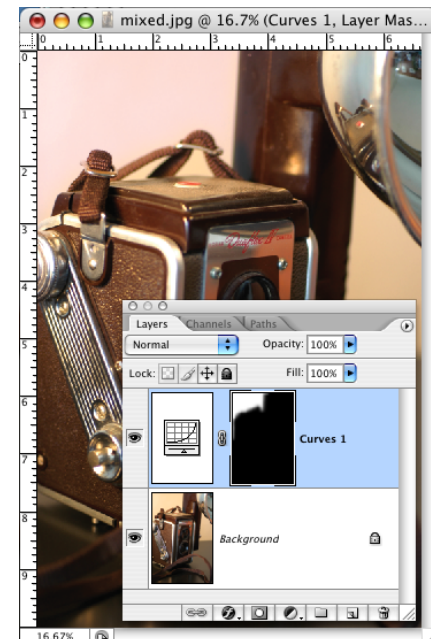 mixed.jpg @ 16.7% (Curves 1, Layer Mas...
0 1 2 3 4 5 6
0
1
2
3
4
5
6
7
8
9
Layers Channels Paths
Normal Opacity: 100%
Lock: Fill: 100%
Curves 1
Background
16.67%